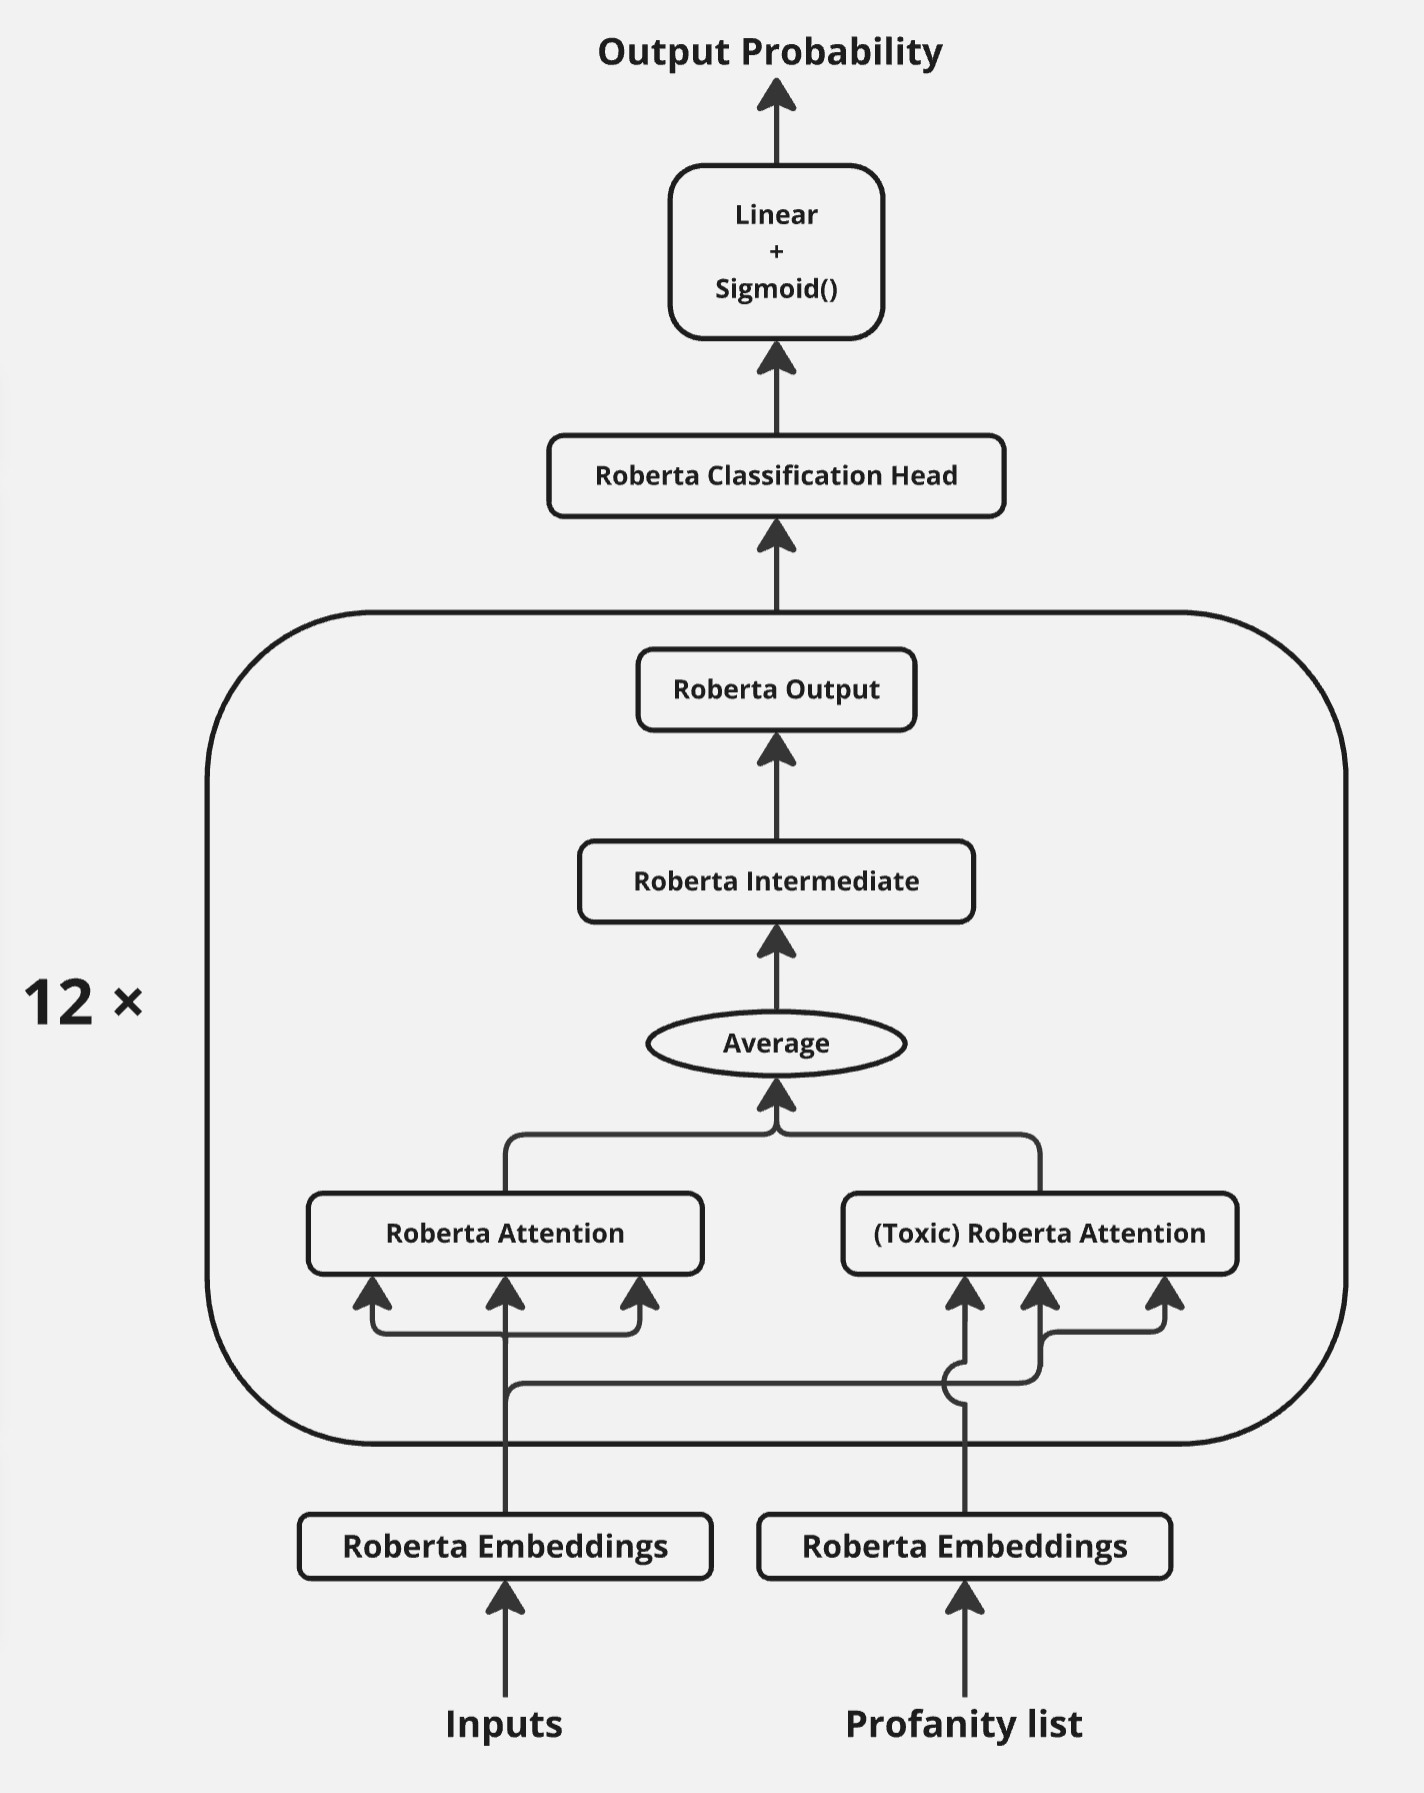 Output Probability
Linear
+
Sigmoid()
Roberta Classification Head
Roberta Output
Roberta Intermediate
12 ×
Average
Roberta Attention
(Toxic) Roberta Attention
Roberta Embeddings
Roberta Embeddings
Inputs
Profanity list